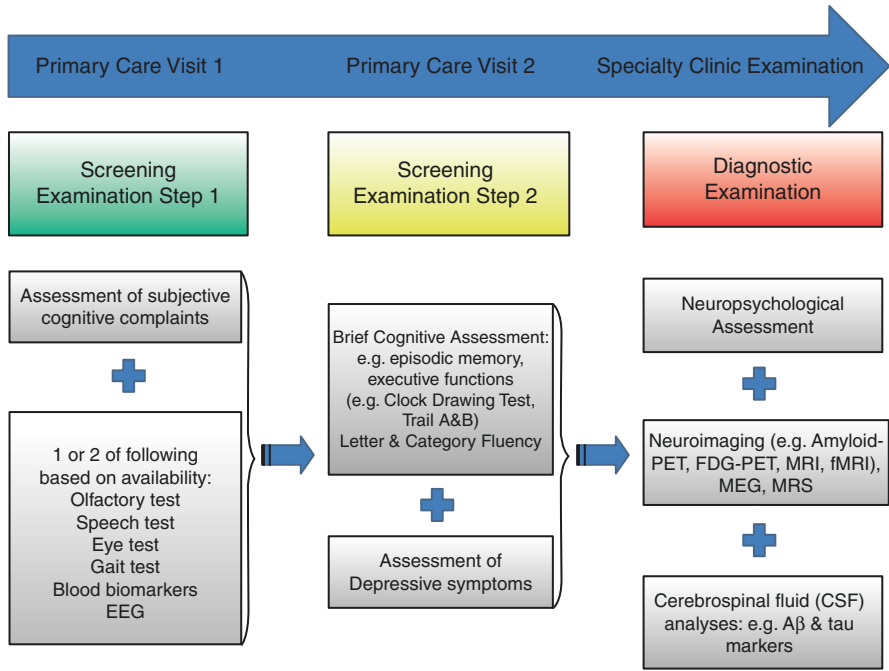 Primary Care Visit 1
Primary Care Visit 2
Specialty Clinic Examination
Screening
Examination Step 1
Screening
Examination Step 2
Diagnostic
Examination
Assessment of subjective
cognitive complaints
1 or 2 of following
based on availability:
Olfactory test
Speech test
Eye test
Gait test
Blood biomarkers
EEG
Brief Cognitive Assessment:
e.g. episodic memory,
executive functions
(e.g. Clock Drawing Test,
Trail A&B)
Letter & Category Fluency
Assessment of
Depressive symptoms
Neuropsychological
Assessment
Neuroimaging (e.g. Amyloid-
PET, FDG-PET, MRI, fMRI),
MEG, MRS
Cerebrospinal fluid (CSF)
analyses: e.g. Aβ & tau
markers